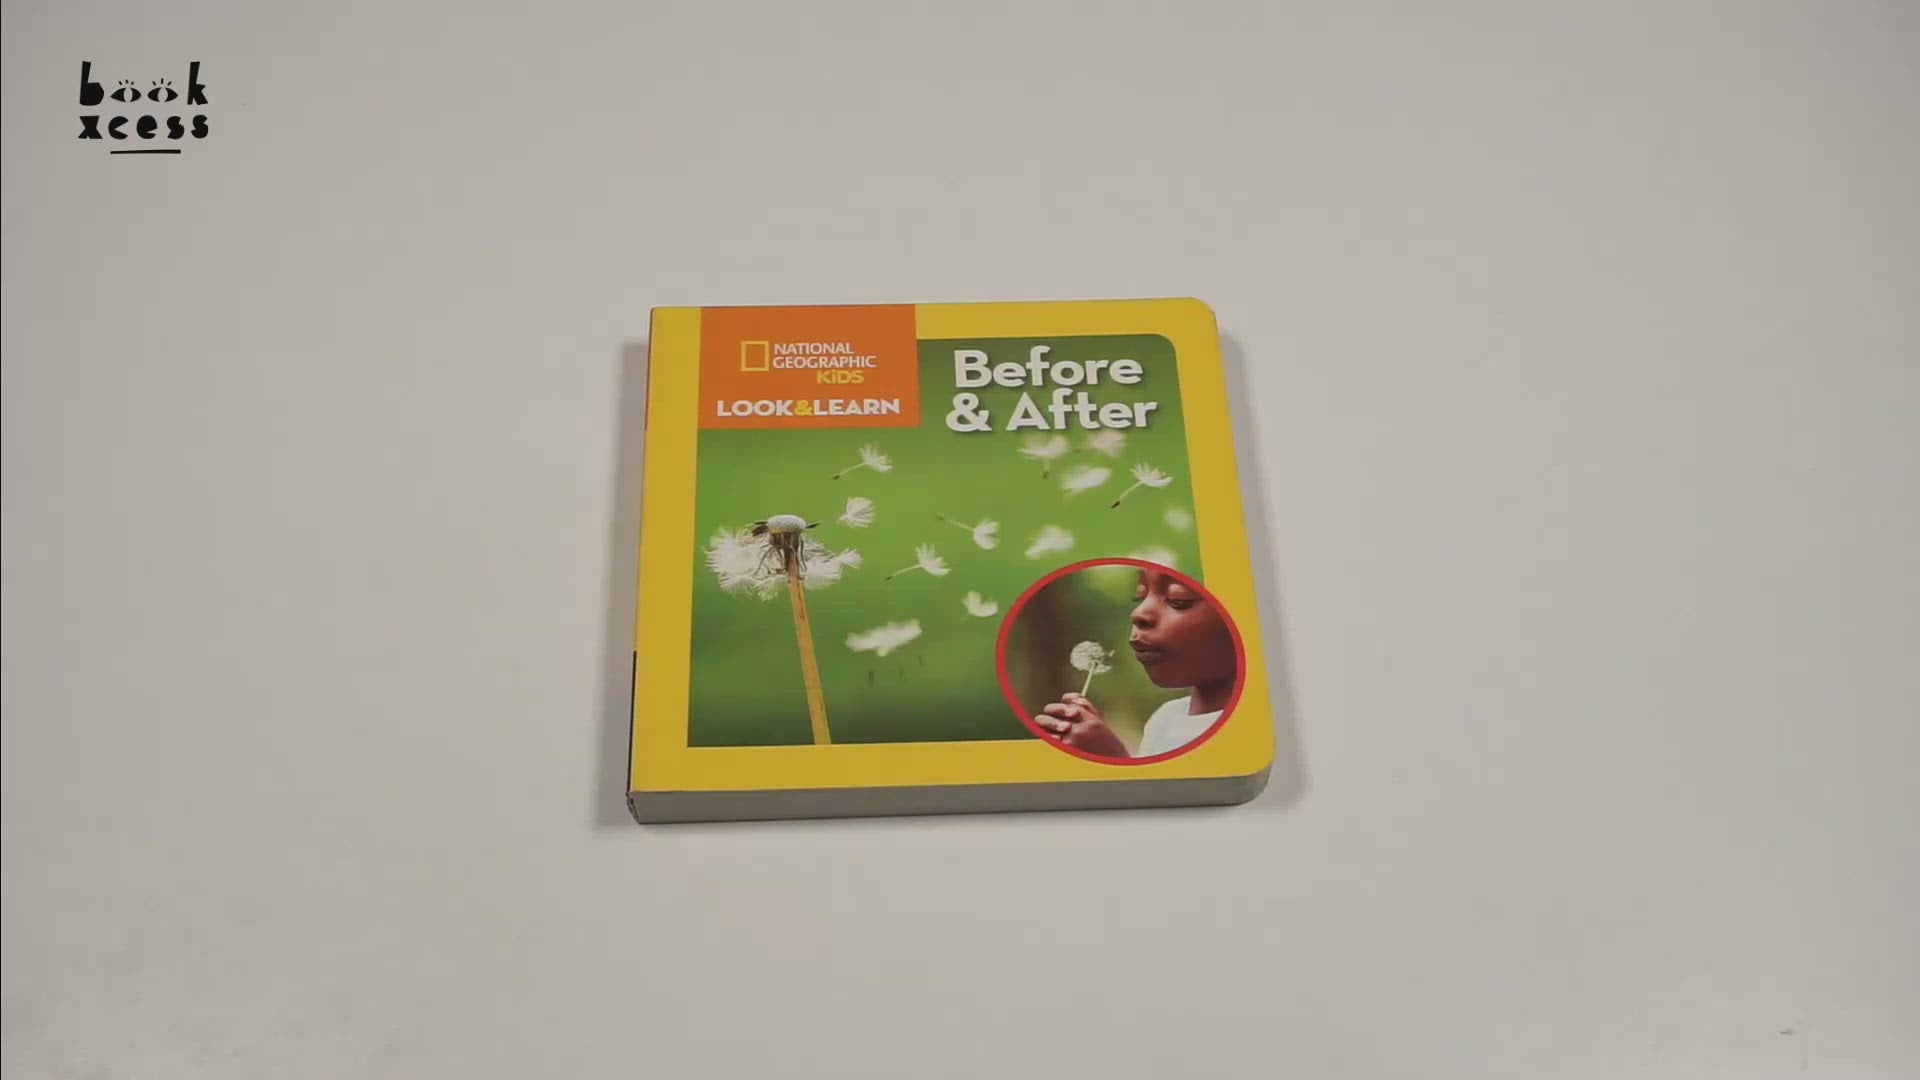 book
xcess
NATIONAL
GEOGRAPHIC
KiDS
LOOK&LEARN
Before
& After